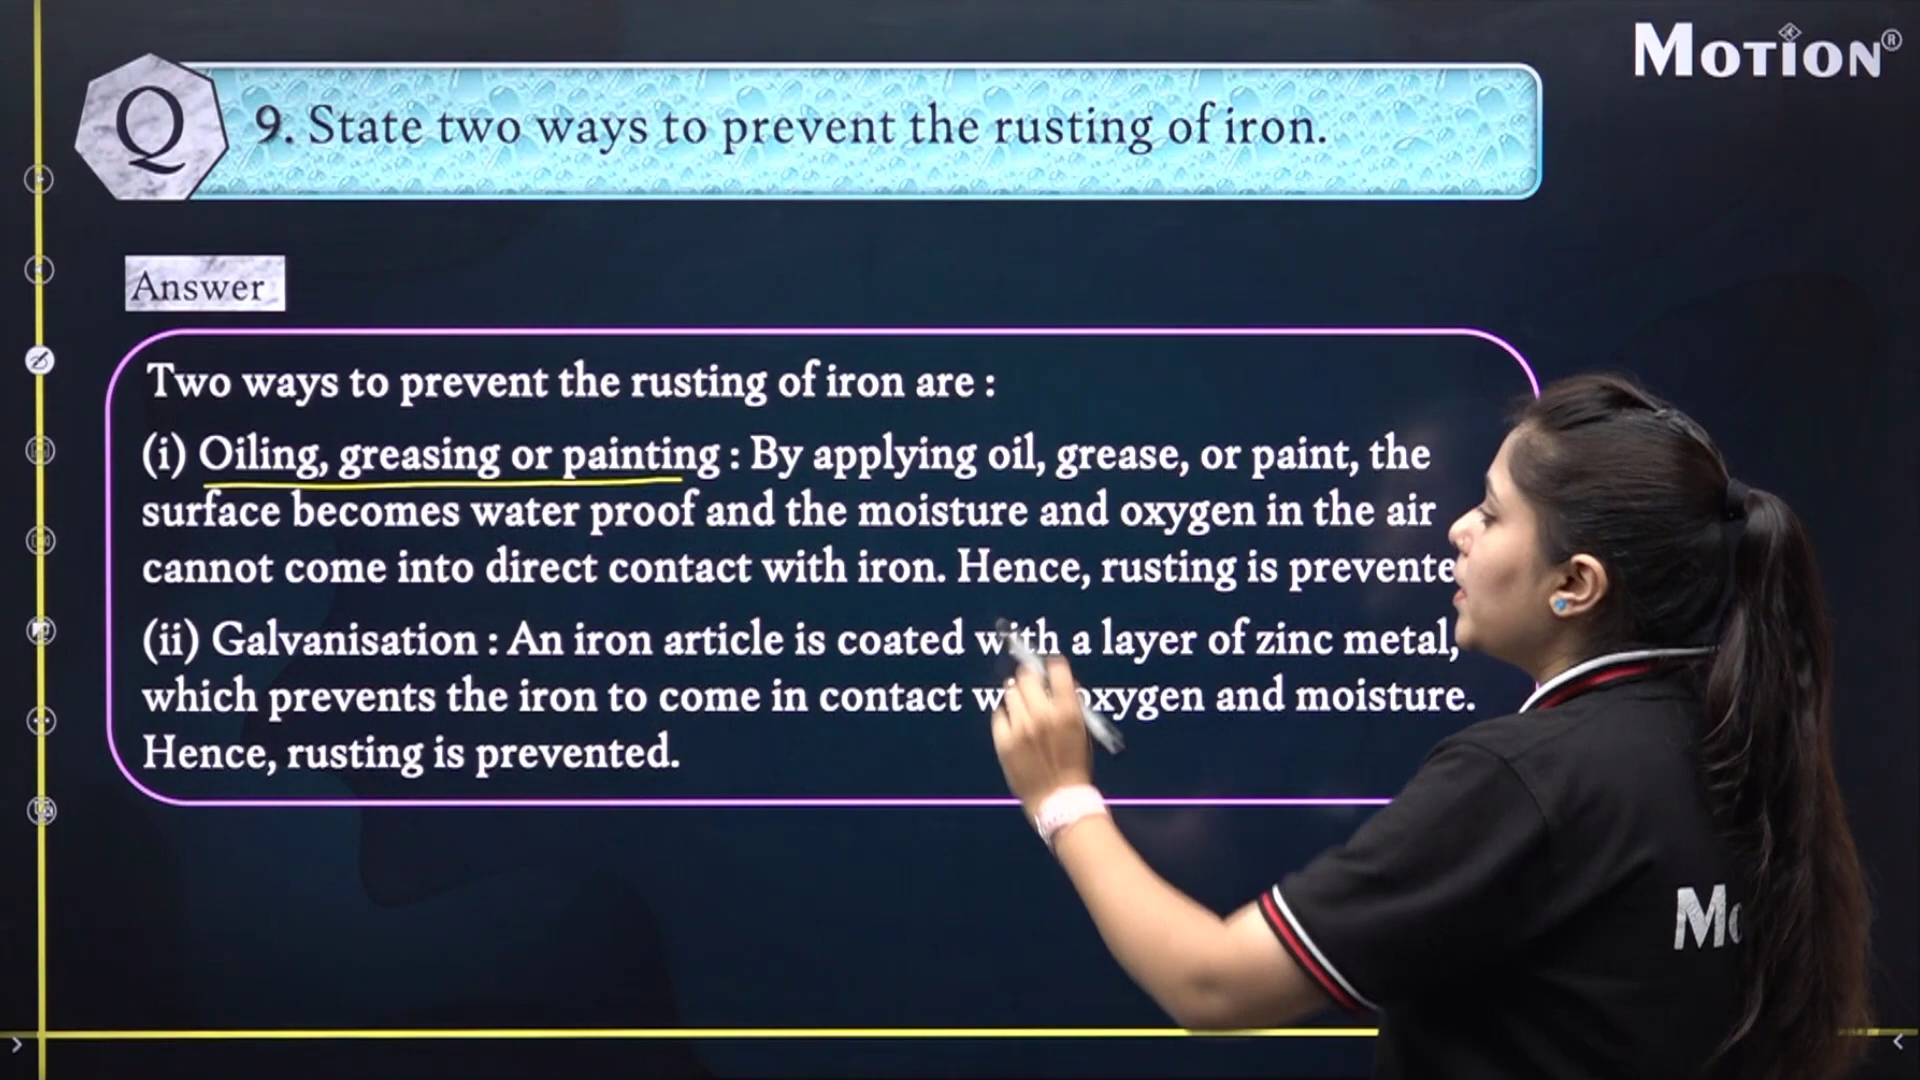 MOTION®
Q 9. State two ways to prevent the rusting of iron.
Answer
Two ways to prevent the rusting of iron are :
(i) Oiling, greasing or painting : By applying oil, grease, or paint, the
surface becomes water proof and the moisture and oxygen in the air
cannot come into direct contact with iron. Hence, rusting is prevente
(ii) Galvanisation : An iron article is coated with a layer of zinc metal,
which prevents the iron to come in contact oxygen and moisture.
Hence, rusting is prevented.
Mo